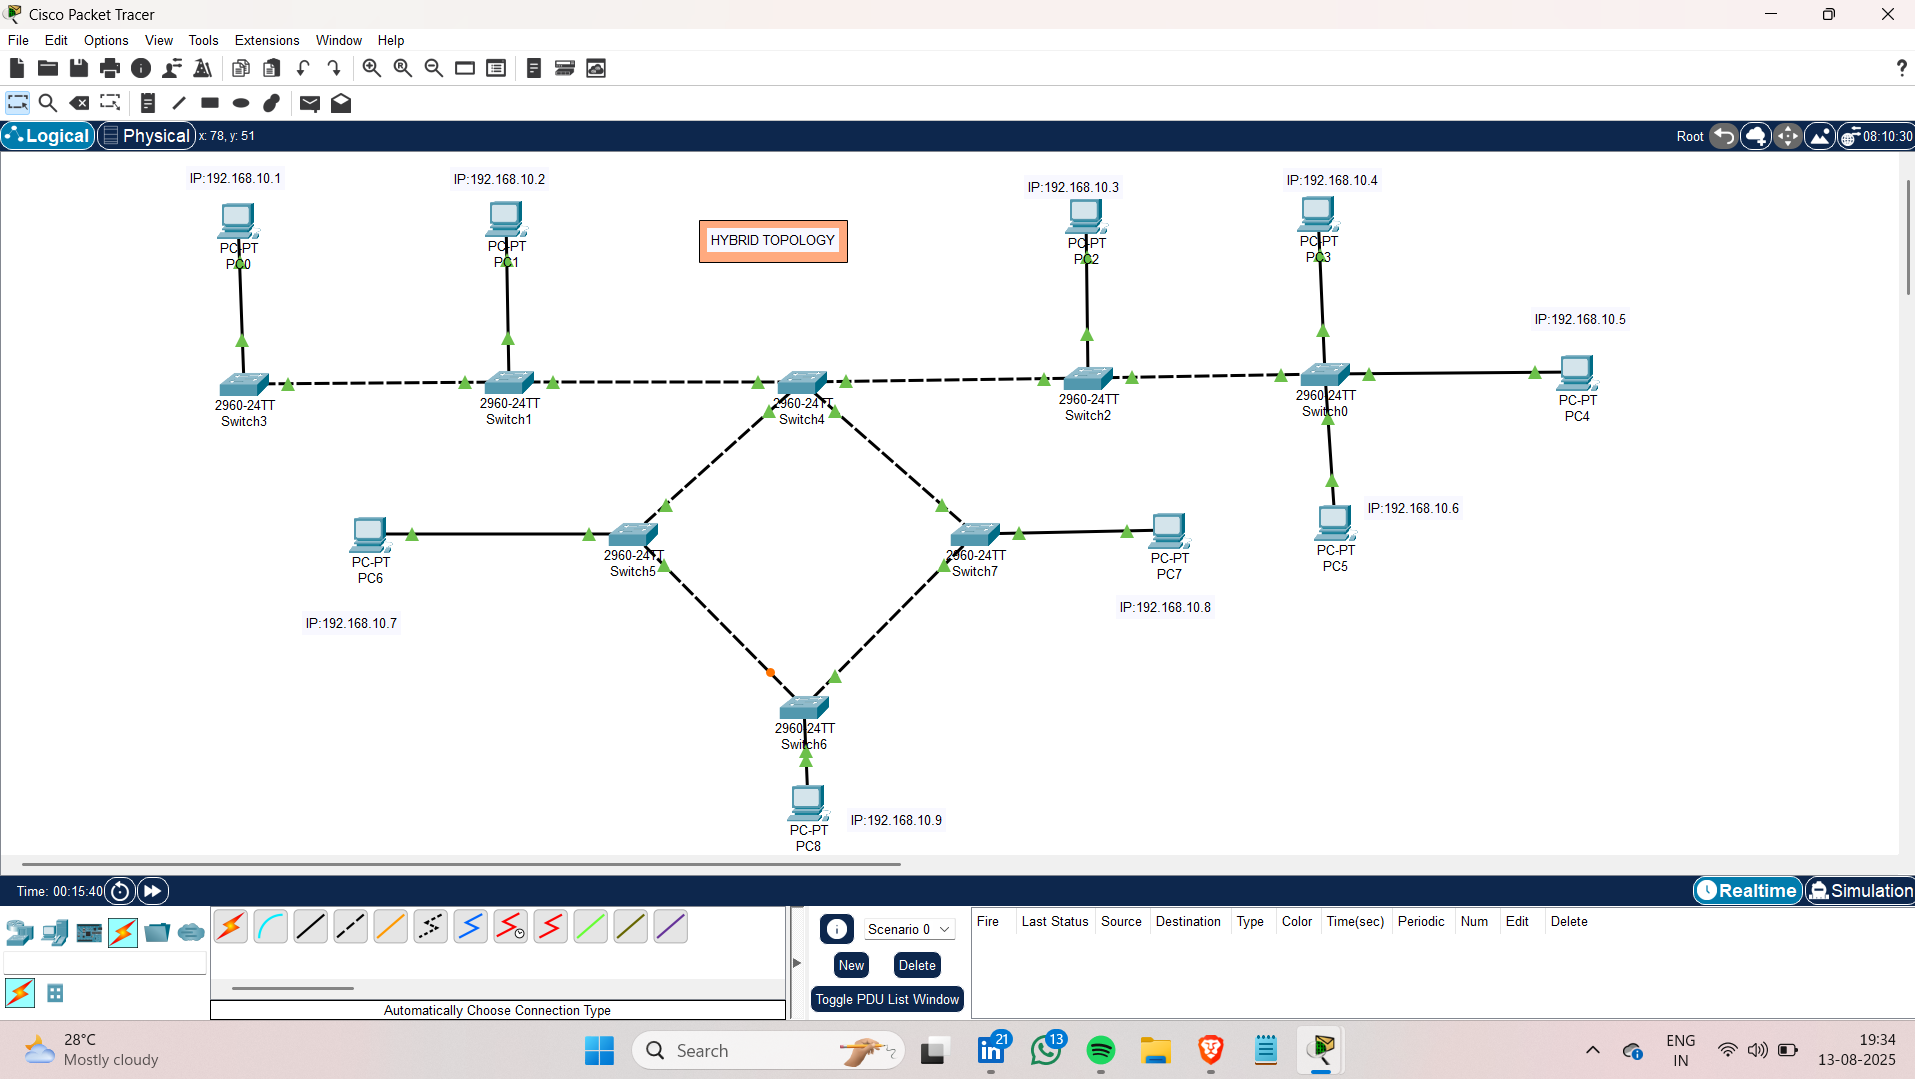 Cisco Packet Tracer
File Edit Options View Tools Extensions Window Help
?
Logical Physical x: 78, y: 51 Root 08:10:30
IP:192.168.10.1
IP:192.168.10.2
IP:192.168.10.3
IP:192.168.10.4
PC-PT
PC0
PC-PT
PC1
HYBRID TOPOLOGY
PC-PT
PC2
PC-PT
PC3
IP:192.168.10.5
2960-24TT
Switch3
2960-24TT
Switch1
2960-24TT
Switch4
2960-24TT
Switch2
2960-24TT
Switch0
PC-PT
PC4
PC-PT
PC6
2960-24TT
Switch5
2960-24TT
Switch7
PC-PT
PC7
IP:192.168.10.6
PC-PT
PC5
IP:192.168.10.7
IP:192.168.10.8
2960-24TT
Switch6
IP:192.168.10.9
PC-PT
PC8
Time: 00:15:40 Realtime Simulation
Scenario 0
New Delete
Toggle PDU List Window
Fire Last Status Source Destination Type Color Time(sec) Periodic Num Edit Delete
Automatically Choose Connection Type
28°C
Mostly cloudy
Search
21
13
ENG
IN
19:34
13-08-2025